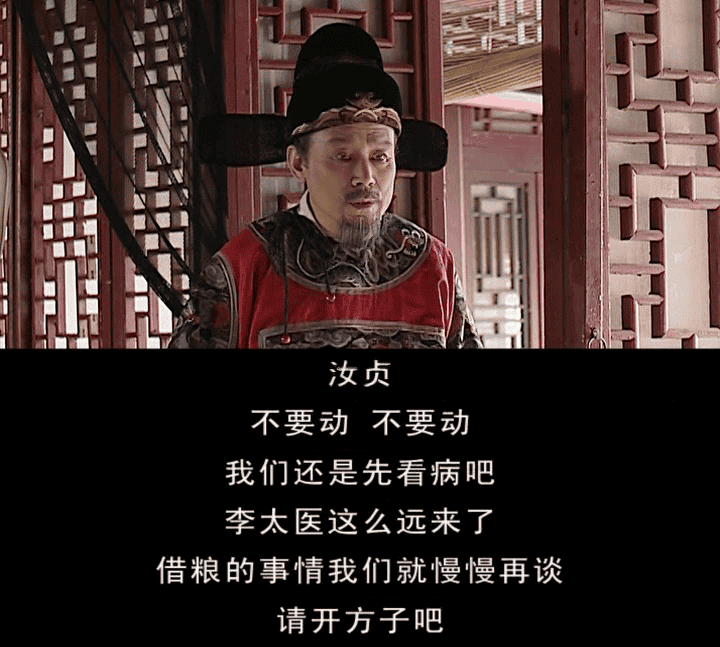 汝贞
不要动 不要动
我们还是先看病吧
李太医这么远来了
借粮的事情我们就慢慢再谈
请开方子吧